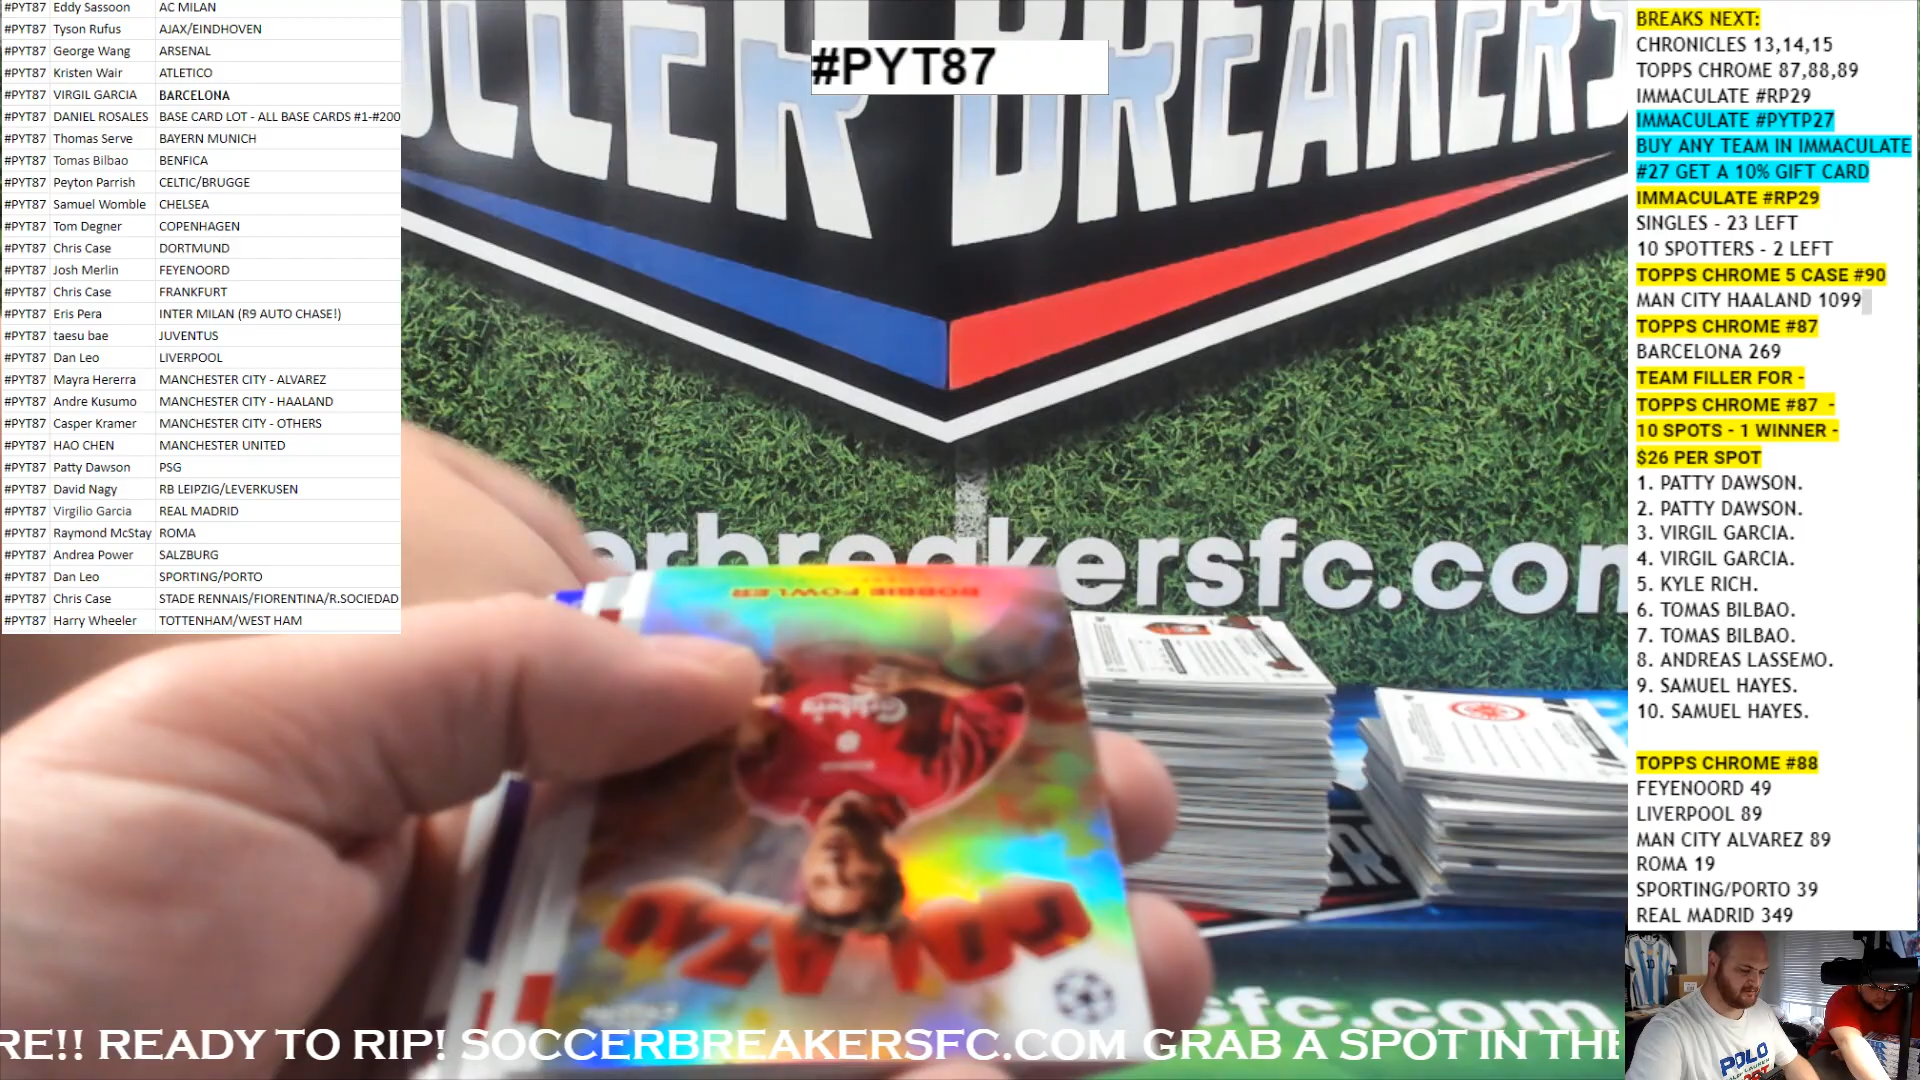 #PYT87 Eddy Sassoon AC MILAN
#PYT87 Tyson Rufus AJAX/EINDHOVEN
#PYT87 George Wang ARSENAL
#PYT87 Kristen Wair ATLETICO
#PYT87 VIRGIL GARCIA BARCELONA
#PYT87 DANIEL ROSALES BASE CARD LOT - ALL BASE CARDS #1-#200
#PYT87 Thomas Serve BAYERN MUNICH
#PYT87 Tomas Bilbao BENFICA
#PYT87 Peyton Parrish CELTIC/BRUGGE
#PYT87 Samuel Womble CHELSEA
#PYT87 Tom Degner COPENHAGEN
#PYT87 Chris Case DORTMUND
#PYT87 Josh Merlin FEYENOORD
#PYT87 Chris Case FRANKFURT
#PYT87 Eris Pera INTER MILAN (R9 AUTO CHASE!)
#PYT87 taesu bae JUVENTUS
#PYT87 Dan Leo LIVERPOOL
#PYT87 Mayra Hererra MANCHESTER CITY - ALVAREZ
#PYT87 Andre Kusumo MANCHESTER CITY - HAALAND
#PYT87 Casper Kramer MANCHESTER CITY - OTHERS
#PYT87 HAO CHEN MANCHESTER UNITED
#PYT87 Patty Dawson PSG
#PYT87 David Nagy RB LEIPZIG/LEVERKUSEN
#PYT87 Virgilio Garcia REAL MADRID
#PYT87 Raymond McStay ROMA
#PYT87 Andrea Power SALZBURG
#PYT87 Dan Leo SPORTING/PORTO
#PYT87 Chris Case STADE RENNAIS/FIORENTINA/R.SOCIEDAD
#PYT87 Harry Wheeler TOTTENHAM/WEST HAM
#PYT87
OCCER BREAKERS
erbreakersfc.com
ROBBIE FOWLER
Carlsberg
GOLAZO
sfc.com
RE!! READY TO RIP! SOCCERBREAKERSFC.COM GRAB A SPOT IN THE
BREAKS NEXT:
CHRONICLES 13,14,15
TOPPS CHROME 87,88,89
IMMACULATE #RP29
IMMACULATE #PYTP27
BUY ANY TEAM IN IMMACULATE
#27 GET A 10% GIFT CARD
IMMACULATE #RP29
SINGLES - 23 LEFT
10 SPOTTERS - 2 LEFT
TOPPS CHROME 5 CASE #90
MAN CITY HAALAND 1099
TOPPS CHROME #87
BARCELONA 269
TEAM FILLER FOR -
TOPPS CHROME #87 -
10 SPOTS - 1 WINNER -
$26 PER SPOT
1. PATTY DAWSON.
2. PATTY DAWSON.
3. VIRGIL GARCIA.
4. VIRGIL GARCIA.
5. KYLE RICH.
6. TOMAS BILBAO.
7. TOMAS BILBAO.
8. ANDREAS LASSEMO.
9. SAMUEL HAYES.
10. SAMUEL HAYES.
TOPPS CHROME #88
FEYENOORD 49
LIVERPOOL 89
MAN CITY ALVAREZ 89
ROMA 19
SPORTING/PORTO 39
REAL MADRID 349
POLO